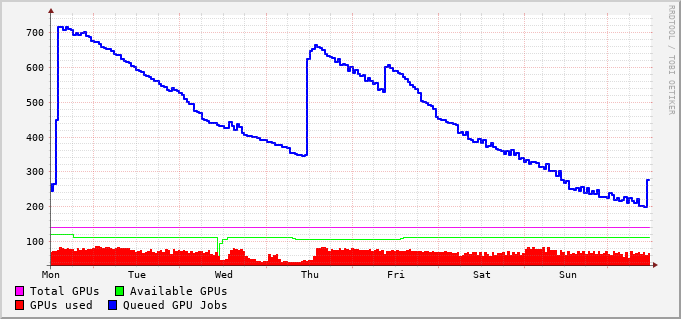 RRDTOOL / TOBI OETIKER
700
600
500
400
300
200
100
Mon Tue Wed Thu Fri Sat Sun
Total GPUs Available GPUs
GPUs used Queued GPU Jobs